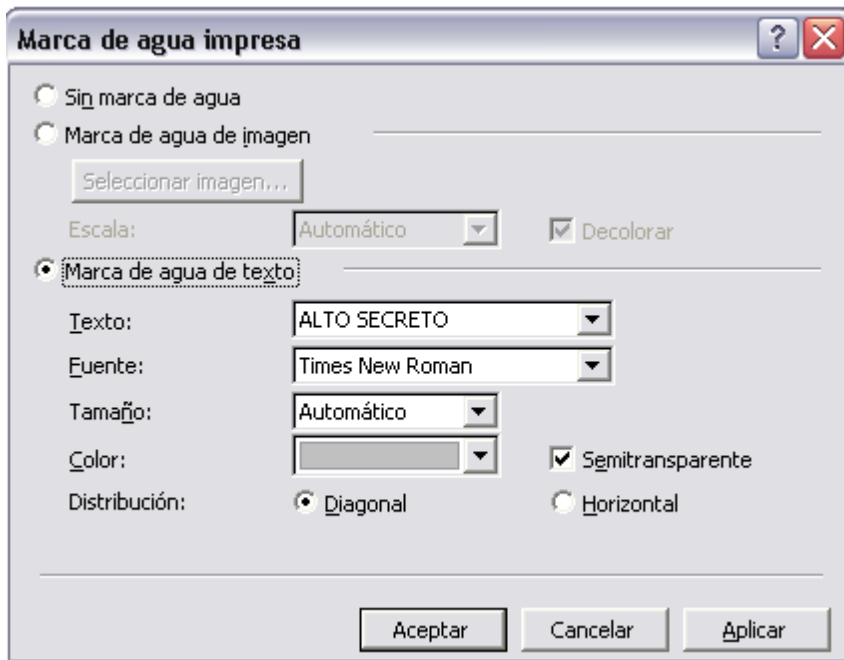 Marca de agua impresa
Sin marca de agua
Marca de agua de imagen
Seleccionar imagen...
Escala: Automático Decolorar
Marca de agua de texto
Texto: ALTO SECRETO
Fuente: Times New Roman
Tamaño: Automático
Color: Semitransparente
Distribución: Diagonal Horizontal
Aceptar Cancelar Aplicar